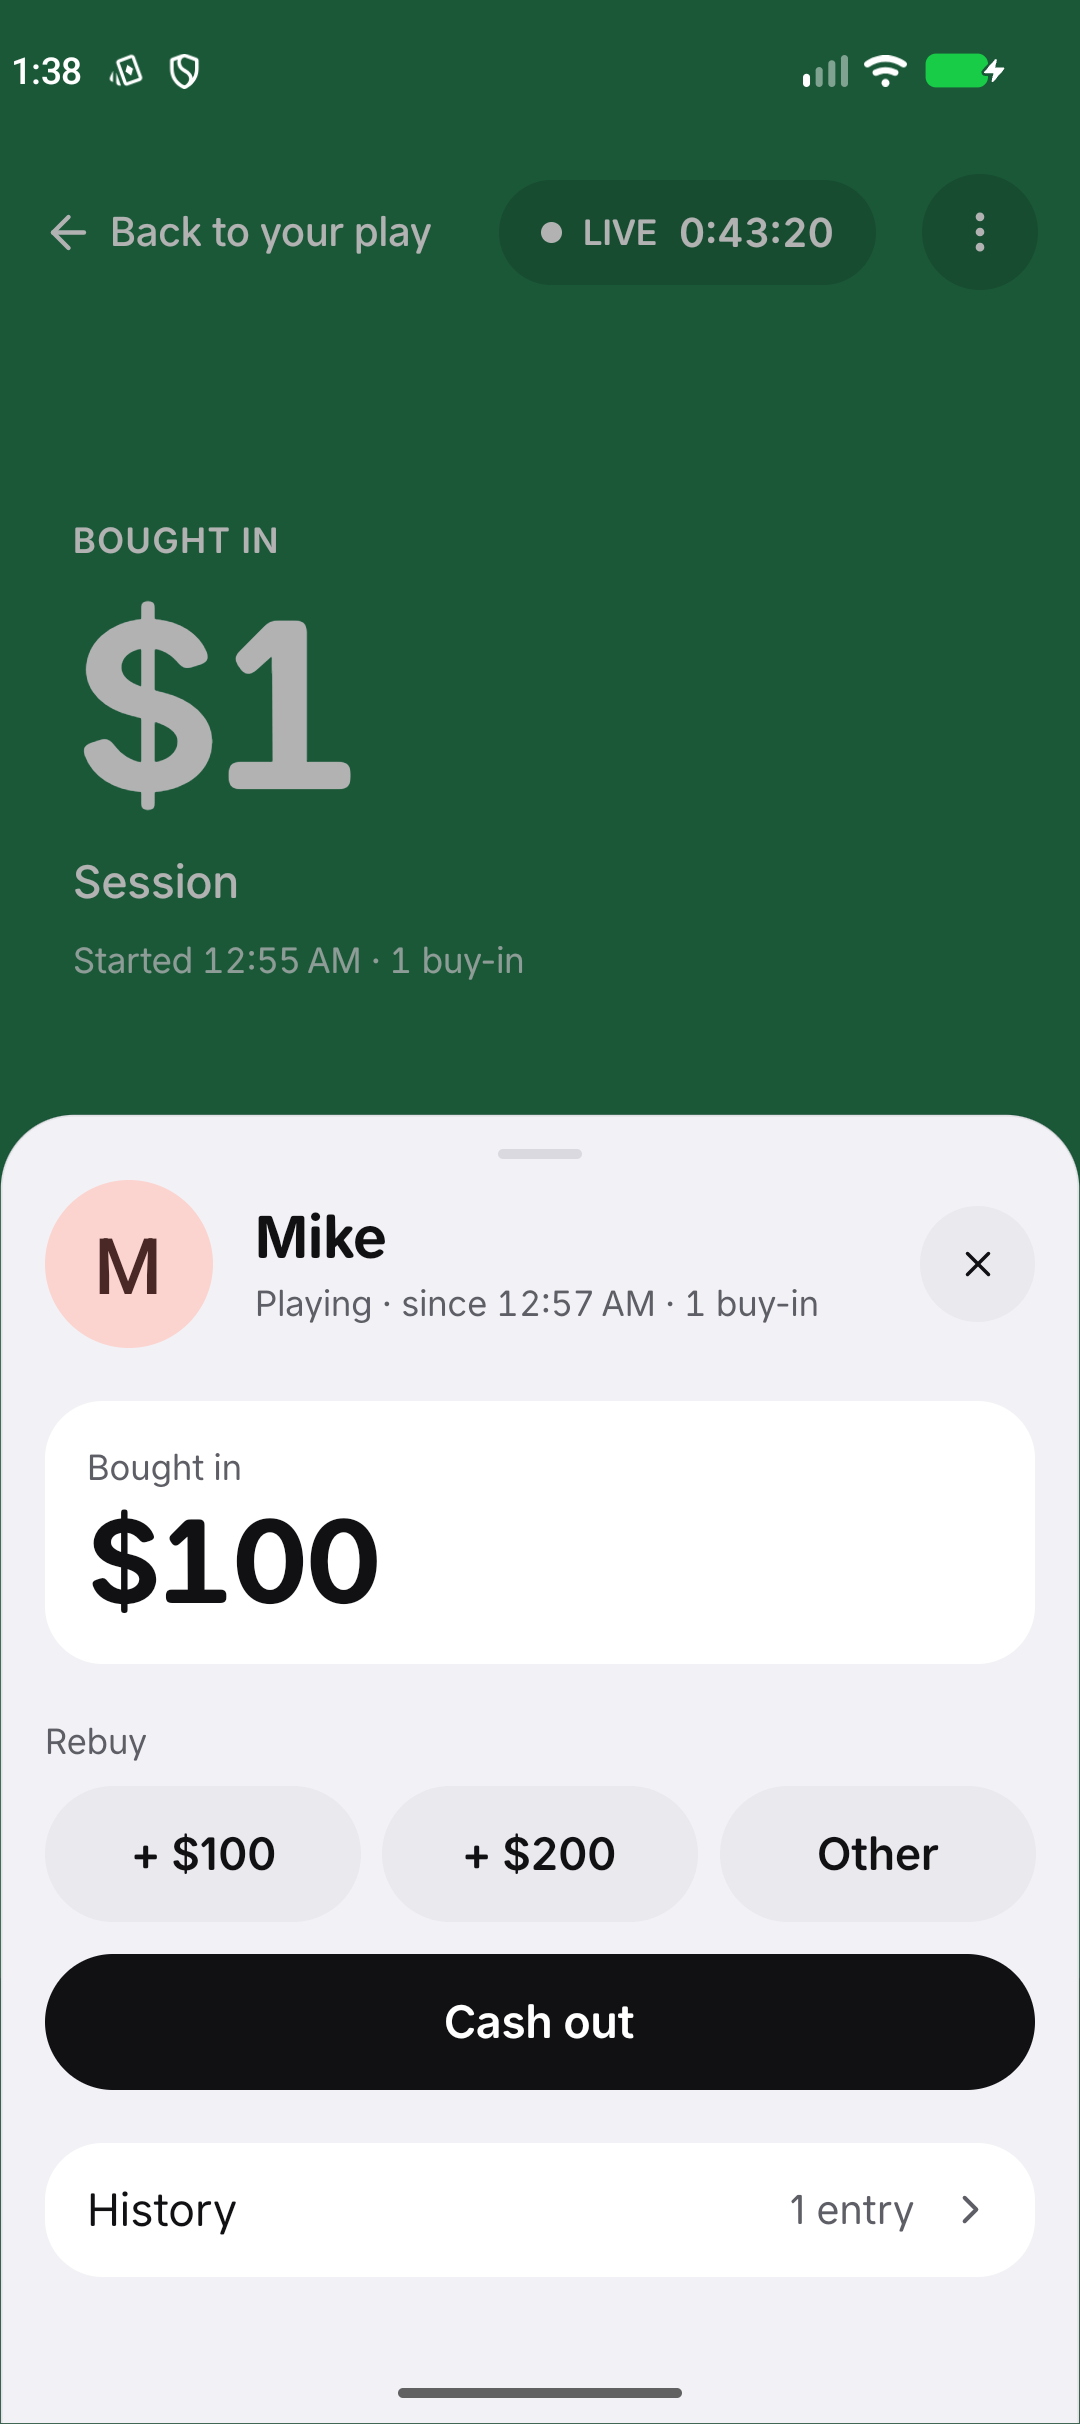 1:38
Back to your play
LIVE 0:43:20
BOUGHT IN
$1
Session
Started 12:55 AM · 1 buy-in
M
Mike
Playing · since 12:57 AM · 1 buy-in
Bought in
$100
Rebuy
+ $100
+ $200
Other
Cash out
History
1 entry